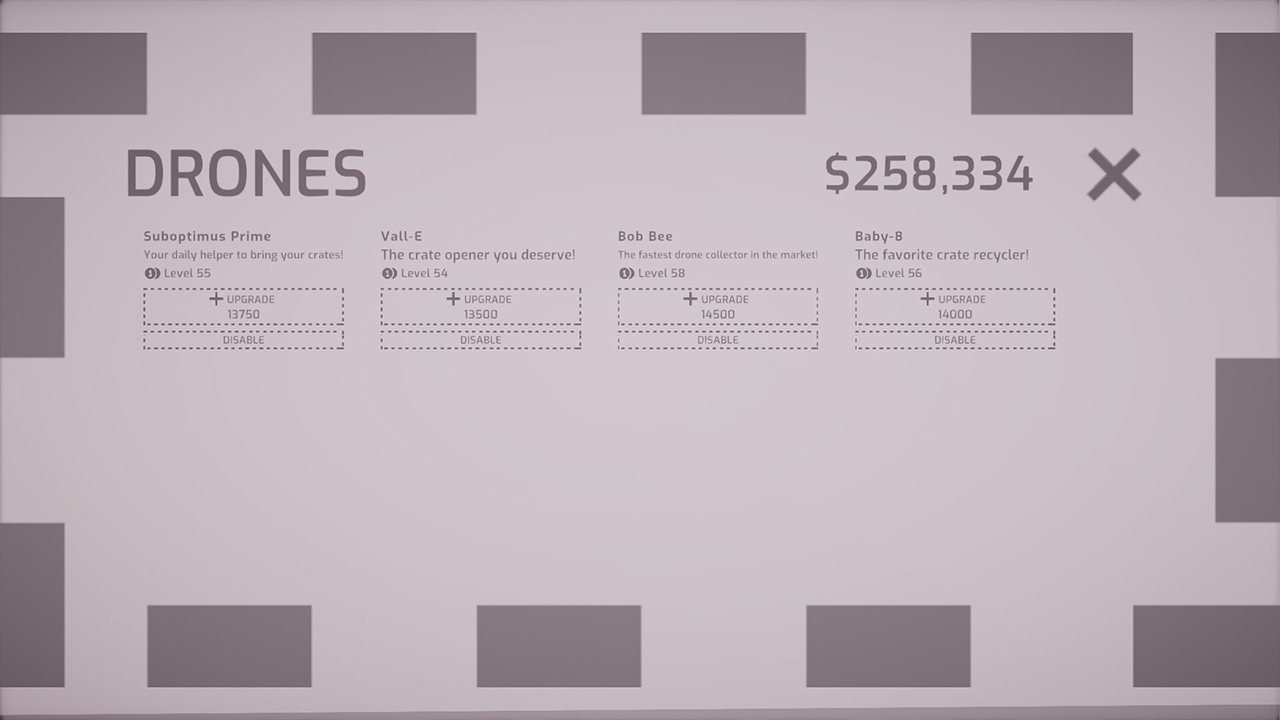 DRONES
$258,334
Suboptimus Prime
Your daily helper to bring your crates!
Level 55
UPGRADE
13750
DISABLE
Vall-E
The crate opener you deserve!
Level 54
UPGRADE
13500
DISABLE
Bob Bee
The fastest drone collector in the market!
Level 58
UPGRADE
14500
DISABLE
Baby-8
The favorite crate recycler!
Level 56
UPGRADE
14000
DISABLE